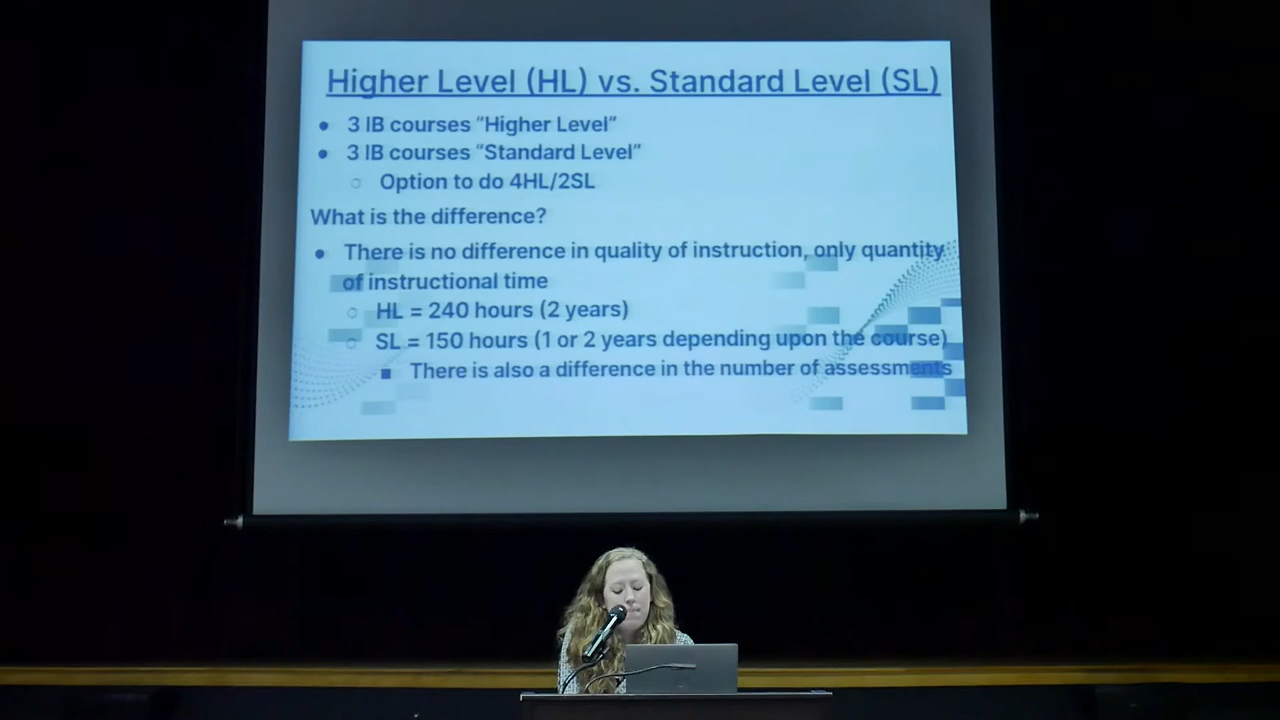 Higher Level (HL) vs. Standard Level (SL)
● 3 IB courses “Higher Level”
● 3 IB courses “Standard Level”
○ Option to do 4HL/2SL
What is the difference?
● There is no difference in quality of instruction, only quantity
of instructional time
○ HL = 240 hours (2 years)
○ SL = 150 hours (1 or 2 years depending upon the course)
■ There is also a difference in the number of assessments